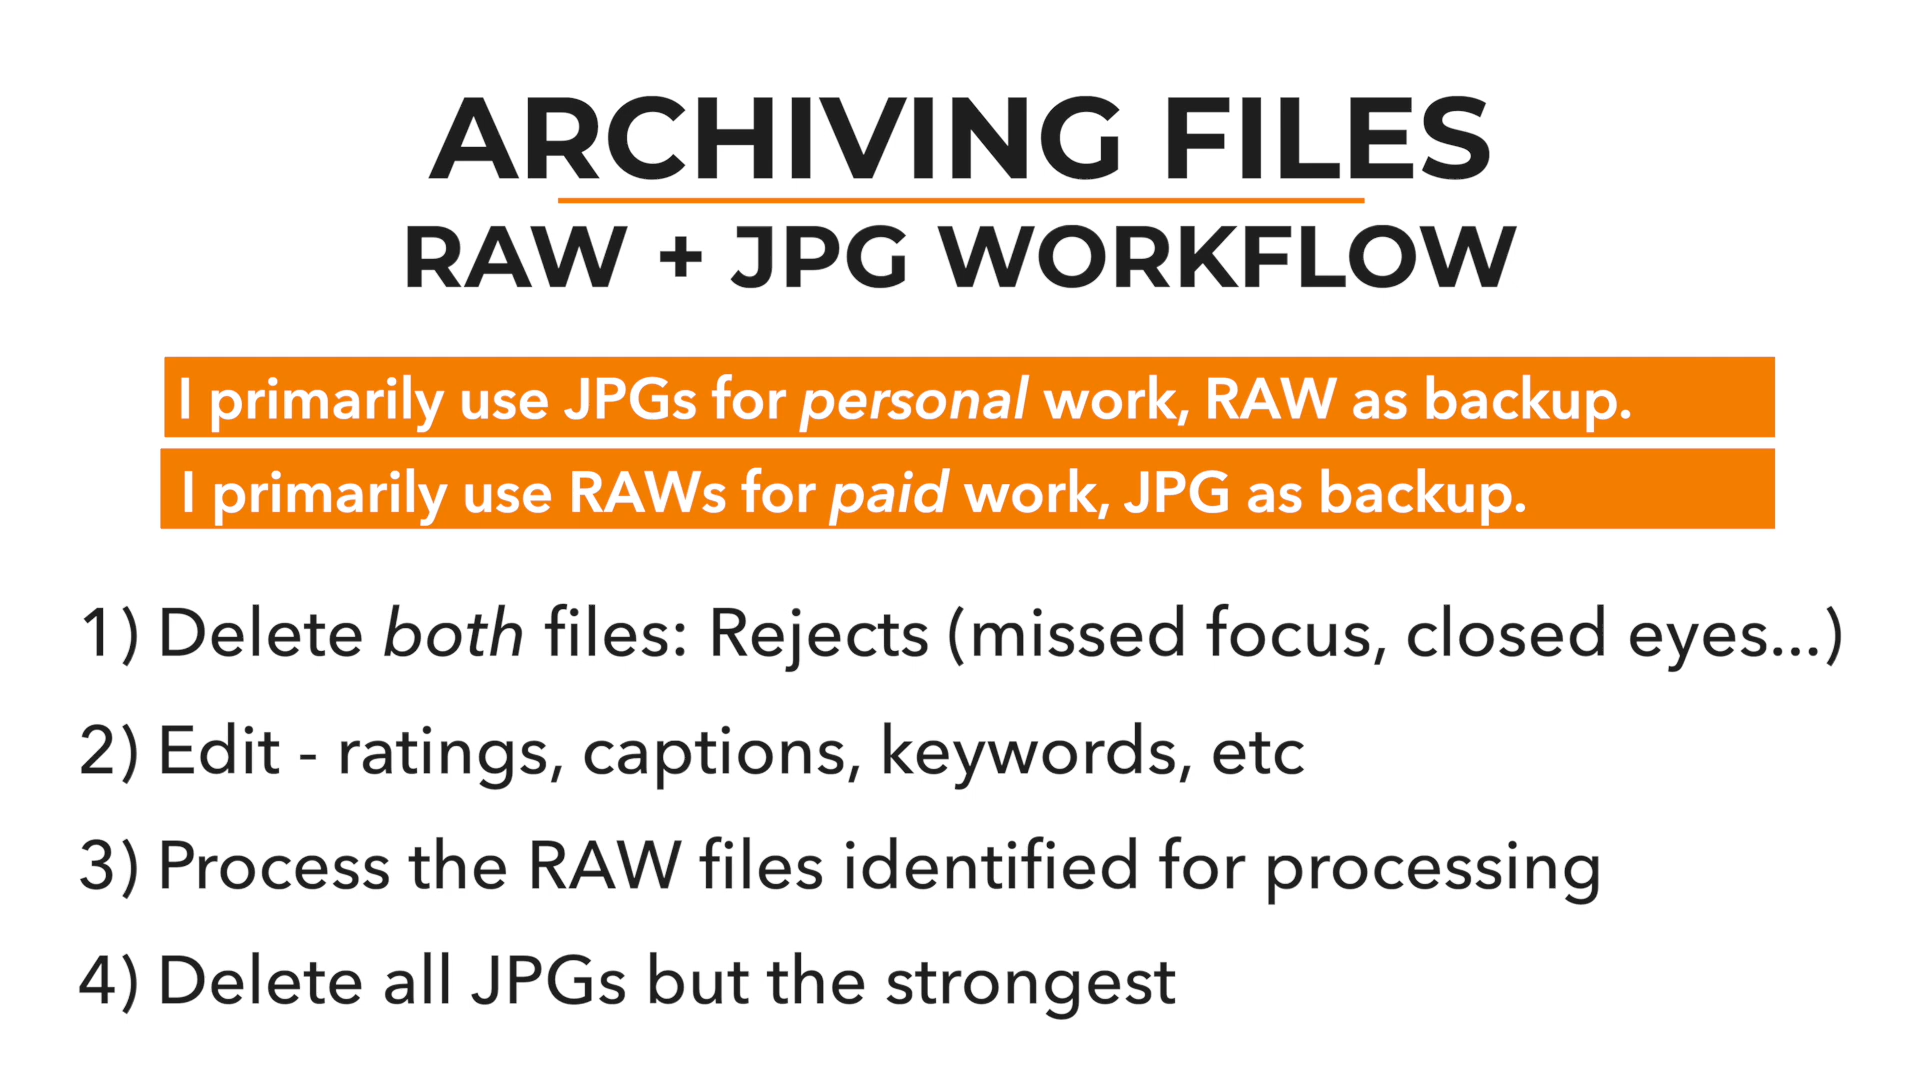 ARCHIVING FILES
RAW + JPG WORKFLOW
I primarily use JPGs for personal work, RAW as backup.
I primarily use RAWs for paid work, JPG as backup.
1) Delete both files: Rejects (missed focus, closed eyes...)
2) Edit - ratings, captions, keywords, etc
3) Process the RAW files identified for processing
4) Delete all JPGs but the strongest